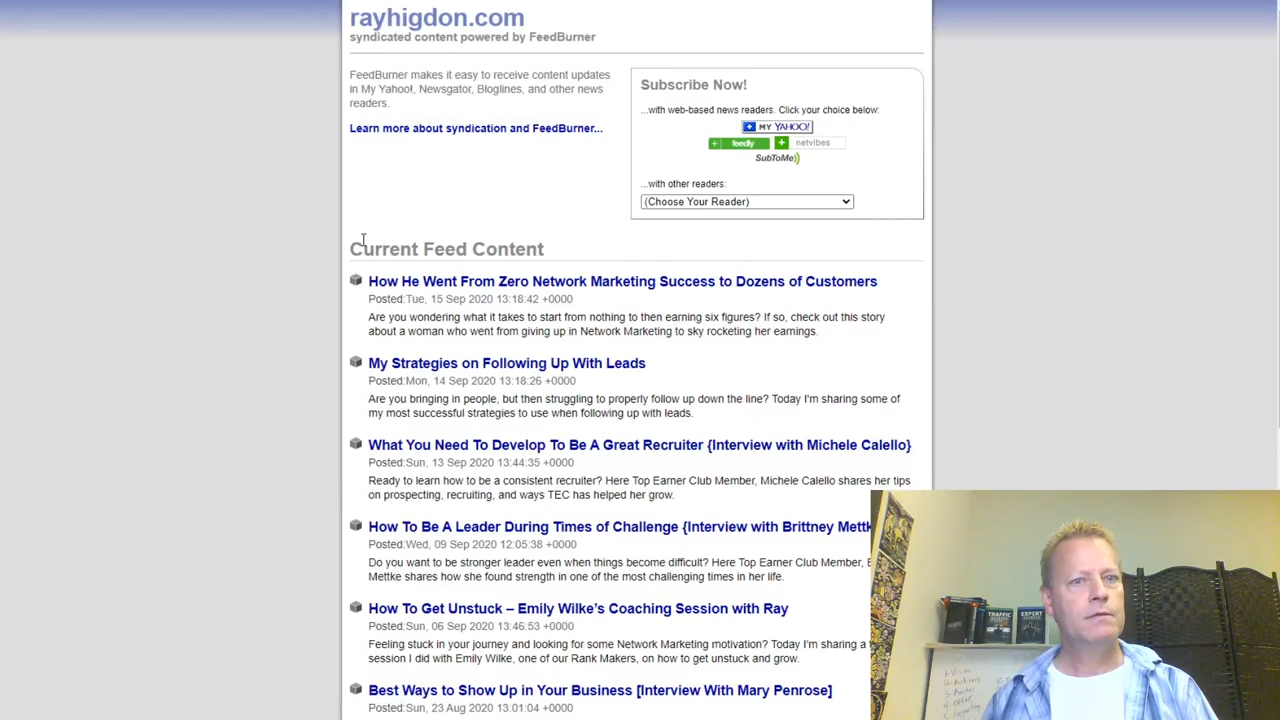 rayhigdon.com
syndicated content powered by FeedBurner
FeedBurner makes it easy to receive content updates
in My Yahoo!, Newsgator, Bloglines, and other news
readers.
Learn more about syndication and FeedBurner...
Subscribe Now!
...with web-based news readers. Click your choice below:
MY YAHOO!
feedly
netvibes
SubToMe
...with other readers:
(Choose Your Reader)
Current Feed Content
How He Went From Zero Network Marketing Success to Dozens of Customers
Posted:Tue, 15 Sep 2020 13:18:42 +0000
Are you wondering what it takes to start from nothing to then earning six figures? If so, check out this story
about a woman who went from giving up in Network Marketing to sky rocketing her earnings.
My Strategies on Following Up With Leads
Posted:Mon, 14 Sep 2020 13:18:26 +0000
Are you bringing in people, but then struggling to properly follow up down the line? Today I'm sharing some of
my most successful strategies to use when following up with leads.
What You Need To Develop To Be A Great Recruiter {Interview with Michele Calello}
Posted:Sun, 13 Sep 2020 13:44:35 +0000
Ready to learn how to be a consistent recruiter? Here Top Earner Club Member, Michele Calello shares her tips
on prospecting, recruiting, and ways TEC has helped her grow.
How To Be A Leader During Times of Challenge {Interview with Brittney Mettk
Posted:Wed, 09 Sep 2020 12:05:38 +0000
Do you want to be stronger leader even when things become difficult? Here Top Earner Club Member,
Mettke shares how she found strength in one of the most challenging times in her life.
How To Get Unstuck – Emily Wilke's Coaching Session with Ray
Posted:Sun, 06 Sep 2020 13:46:53 +0000
Feeling stuck in your journey and looking for some Network Marketing motivation? Today I'm sharing a
session I did with Emily Wilke, one of our Rank Makers, on how to get unstuck and grow.
Best Ways to Show Up in Your Business [Interview With Mary Penrose]
Posted:Sun, 23 Aug 2020 13:01:04 +0000
TRAFFIC
SECRETS
EXPERT
SECRETS